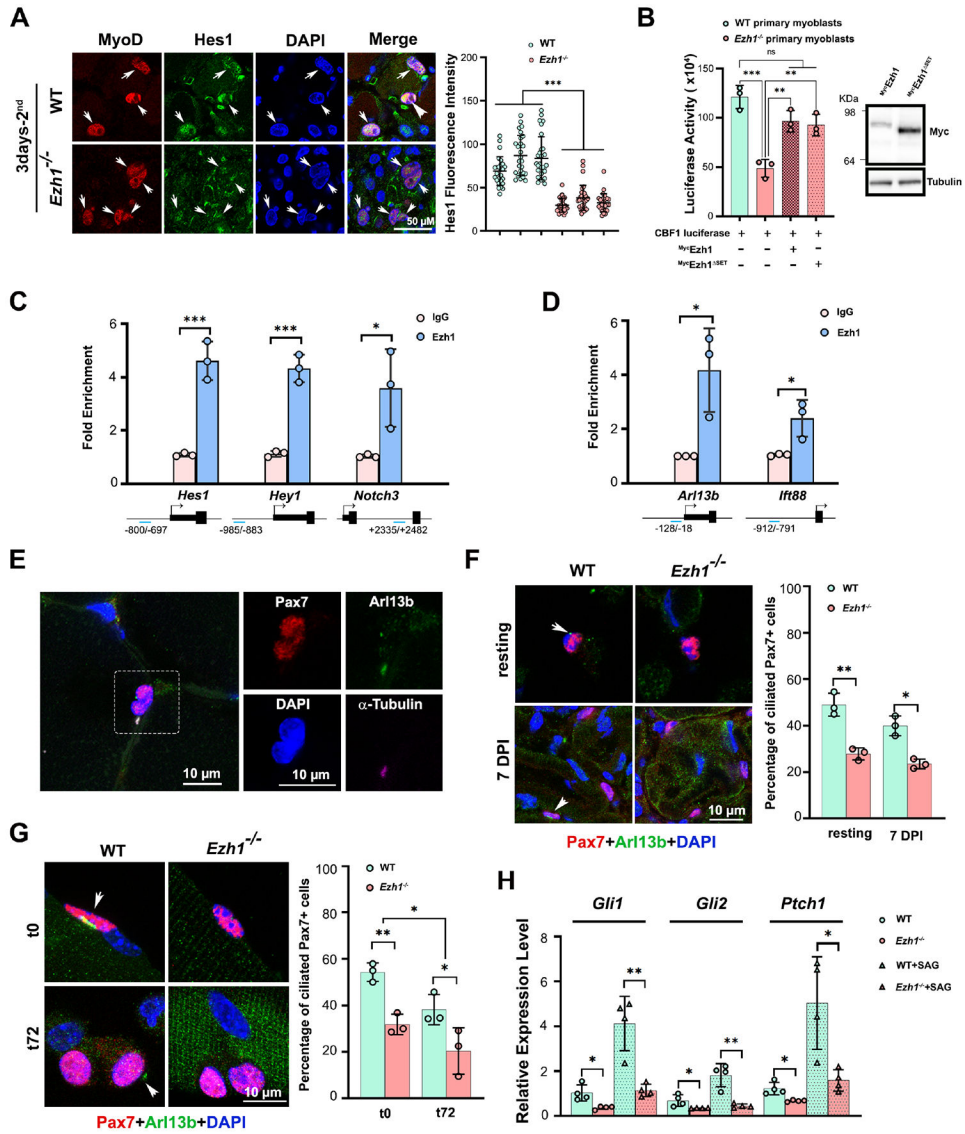 A
MyoD Hes1 DAPI Merge
3days-2nd
WT
Ezh1-/-
50 µM
Hes1 Fluorescence Intensity
WT
Ezh1-/-
***
200
150
100
50
0
B
WT primary myoblasts
Ezh1-/- primary myoblasts
Luciferase Activity ( x10⁴)
ns
*** **
**
150
100
50
0
CBF1 luciferase + + + +
MycEzh1 – – + –
MycEzh1ΔSET – – – +
MycEzh1 MycEzh1ΔSET
KDa
98
64
Myc
Tubulin
C
IgG
Ezh1
Fold Enrichment
6
4
2
0
*** *** *
Hes1 Hey1 Notch3
-800/-697 -985/-883 +2335/+2482
D
IgG
Ezh1
Fold Enrichment
6
4
2
0
* *
Arl13b Ift88
-128/-18 -912/-791
E
Pax7 Arl13b
DAPI α-Tubulin
10 µm 10 µm
F
WT Ezh1-/-
resting
7 DPI
10 µm
Pax7+Arl13b+DAPI
Percentage of ciliated Pax7+ cells
WT
Ezh1-/-
100
80
60
40
20
0
** *
resting 7 DPI
G
WT Ezh1-/-
t0
t72
Pax7+Arl13b+DAPI
Percentage of ciliated Pax7+ cells
WT
Ezh1-/-
100
80
60
40
20
0
*
** *
t0 t72
H
Gli1 Gli2 Ptch1
WT
Ezh1-/-
WT+SAG
Ezh1-/-+SAG
Relative Expression Level
8
6
4
2
1
0
* ** * ** * *